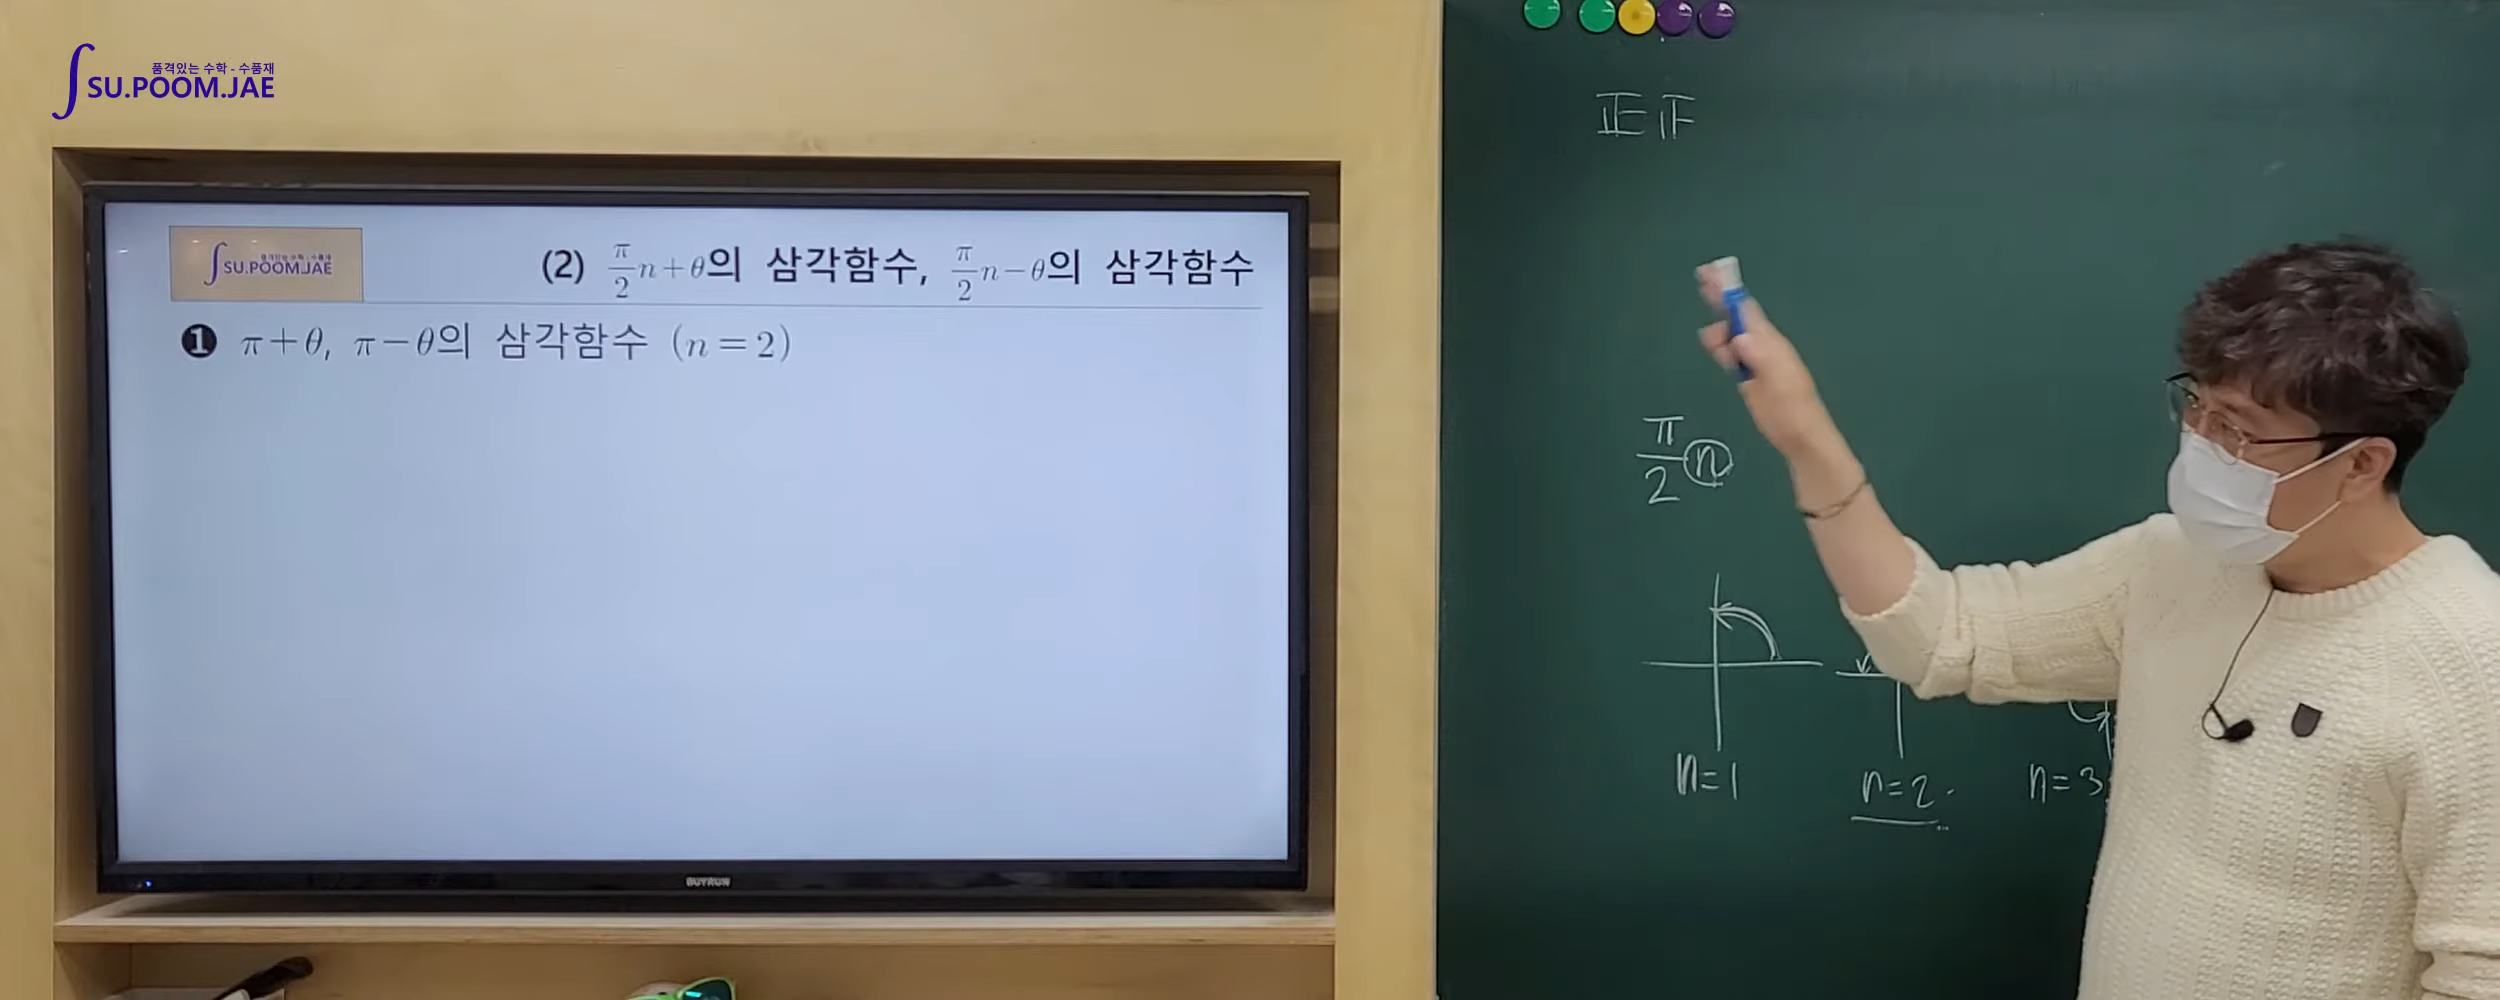 품격있는 수학 - 수품재
SU.POOM.JAE
SU.POOM.JAE
(2) π/2 n+θ의 삼각함수, π/2 n−θ의 삼각함수
❶ π+θ, π−θ의 삼각함수 (n=2)
BUYRUN
正
π/2 n
n=1
n=2
n=3